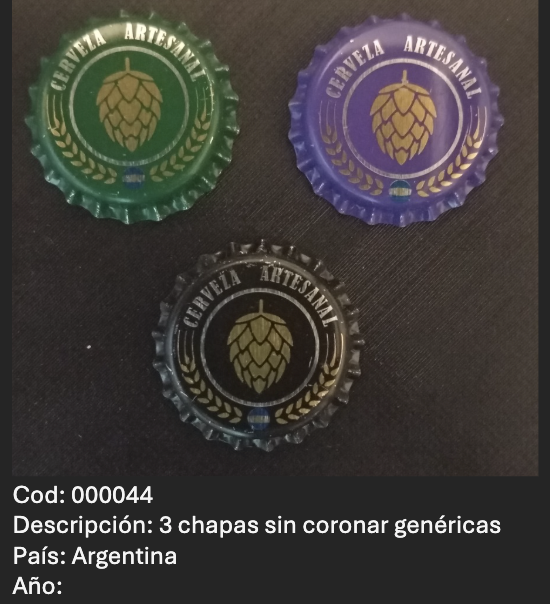 CERVEZA ARTESANAL
CERVEZA ARTESANAL
CERVEZA ARTESANAL
Cod: 000044
Descripción: 3 chapas sin coronar genéricas
País: Argentina
Año: